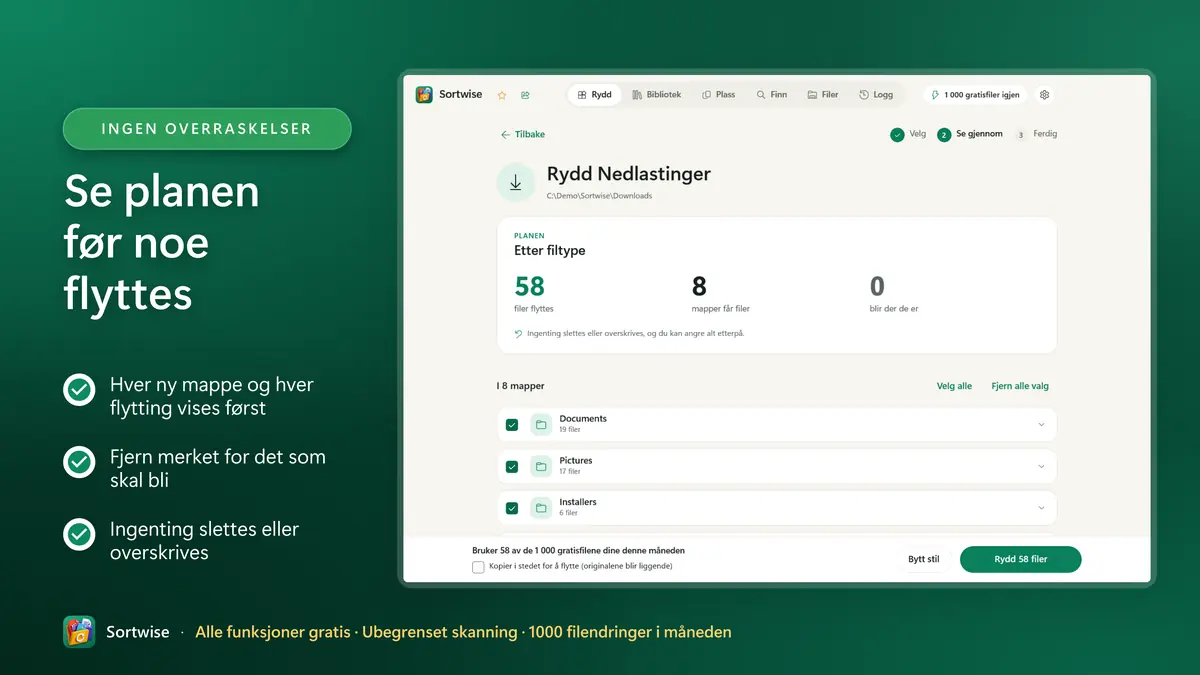 INGEN OVERRASKELSER
Se planen
før noe
flyttes
Hver ny mappe og hver
flytting vises først
Fjern merket for det som
skal bli
Ingenting slettes eller
overskrives
Sortwise
Rydd
Bibliotek
Plass
Finn
Filer
Logg
1 000 gratisfiler igjen
Tilbake
Velg
2 Se gjennom
3 Ferdig
Rydd Nedlastinger
C:\Demo\Sortwise\Downloads
PLANEN
Etter filtype
58
filer flyttes
8
mapper får filer
0
blir der de er
Ingenting slettes eller overskrives, og du kan angre alt etterpå.
I 8 mapper
Velg alle
Fjern alle valg
Documents
19 filer
Pictures
17 filer
Installers
6 filer
Bruker 58 av de 1 000 gratisfilene dine denne måneden
Kopier i stedet for å flytte (originalene blir liggende)
Bytt stil
Rydd 58 filer
Sortwise · Alle funksjoner gratis · Ubegrenset skanning · 1000 filendringer i måneden